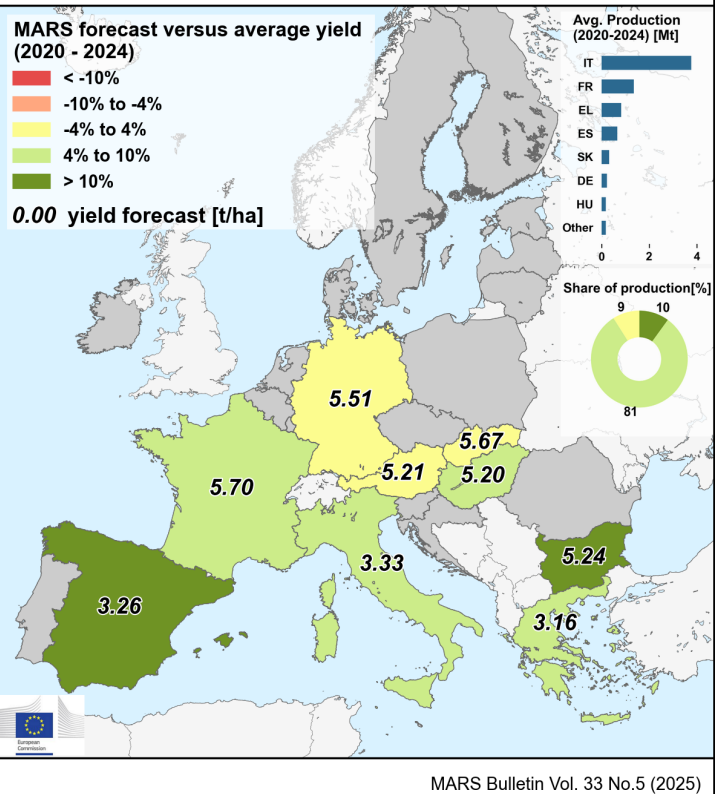 MARS forecast versus average yield
(2020 - 2024)
< -10%
-10% to -4%
-4% to 4%
4% to 10%
> 10%
0.00 yield forecast [t/ha]
Avg. Production
(2020-2024) [Mt]
IT
FR
EL
ES
SK
DE
HU
Other
0 2 4
Share of production[%]
9 10
81
5.51
5.67
5.21
5.20
5.70
3.33
5.24
3.26
3.16
European
Commission
MARS Bulletin Vol. 33 No.5 (2025)